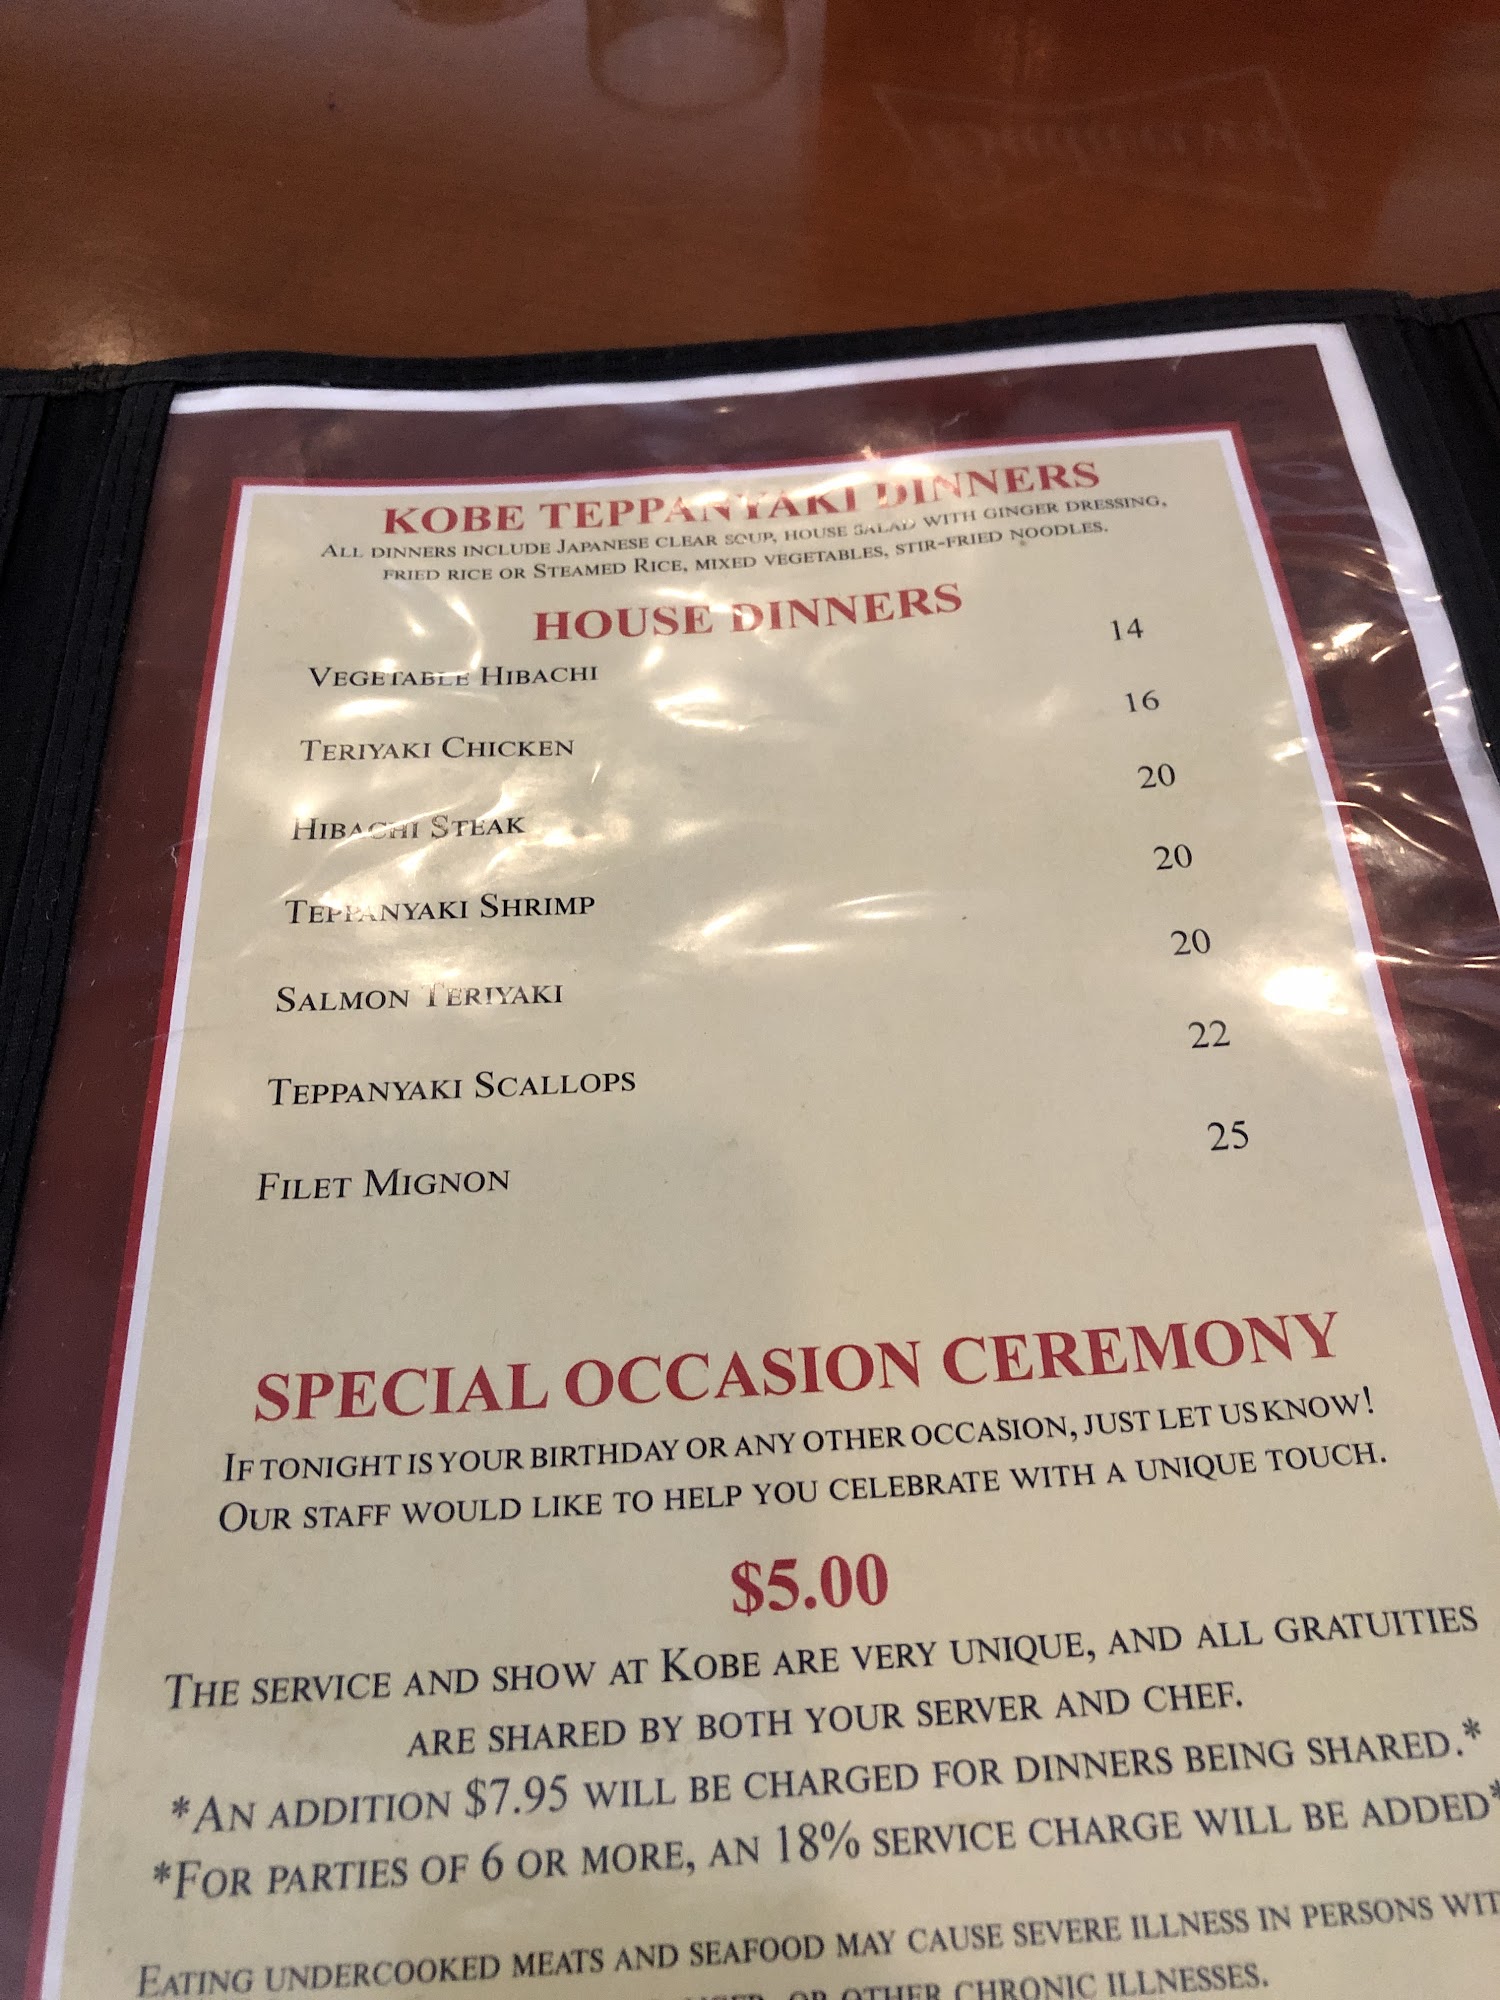 KOBE TEPPANYAKI DINNERS
ALL DINNERS INCLUDE JAPANESE CLEAR SOUP, HOUSE SALAD WITH GINGER DRESSING,
FRIED RICE OR STEAMED RICE, MIXED VEGETABLES, STIR-FRIED NOODLES.
HOUSE DINNERS
VEGETABLE HIBACHI 14
TERIYAKI CHICKEN 16
HIBACHI STEAK 20
TEPPANYAKI SHRIMP 20
SALMON TERIYAKI 20
TEPPANYAKI SCALLOPS 22
FILET MIGNON 25
SPECIAL OCCASION CEREMONY
IF TONIGHT IS YOUR BIRTHDAY OR ANY OTHER OCCASION, JUST LET US KNOW!
OUR STAFF WOULD LIKE TO HELP YOU CELEBRATE WITH A UNIQUE TOUCH.
$5.00
THE SERVICE AND SHOW AT KOBE ARE VERY UNIQUE, AND ALL GRATUITIES
ARE SHARED BY BOTH YOUR SERVER AND CHEF.
*AN ADDITION $7.95 WILL BE CHARGED FOR DINNERS BEING SHARED.*
*FOR PARTIES OF 6 OR MORE, AN 18% SERVICE CHARGE WILL BE ADDED*
EATING UNDERCOOKED MEATS AND SEAFOOD MAY CAUSE SEVERE ILLNESS IN PERSONS
OR OTHER CHRONIC ILLNESSES.